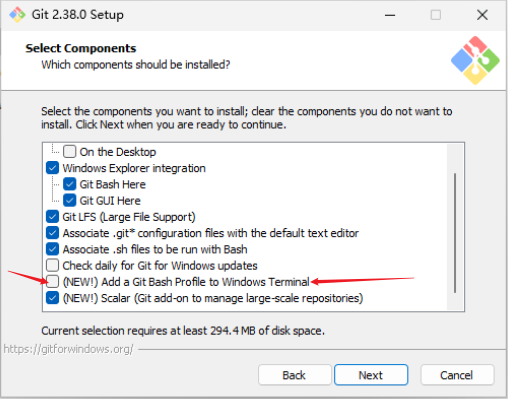 Git 2.38.0 Setup
Select Components
Which components should be installed?
Select the components you want to install; clear the components you do not want to
install. Click Next when you are ready to continue.
On the Desktop
Windows Explorer integration
Git Bash Here
Git GUI Here
Git LFS (Large File Support)
Associate .git* configuration files with the default text editor
Associate .sh files to be run with Bash
Check daily for Git for Windows updates
(NEW!) Add a Git Bash Profile to Windows Terminal
(NEW!) Scalar (Git add-on to manage large-scale repositories)
Current selection requires at least 294.4 MB of disk space.
https://gitforwindows.org/
Back
Next
Cancel